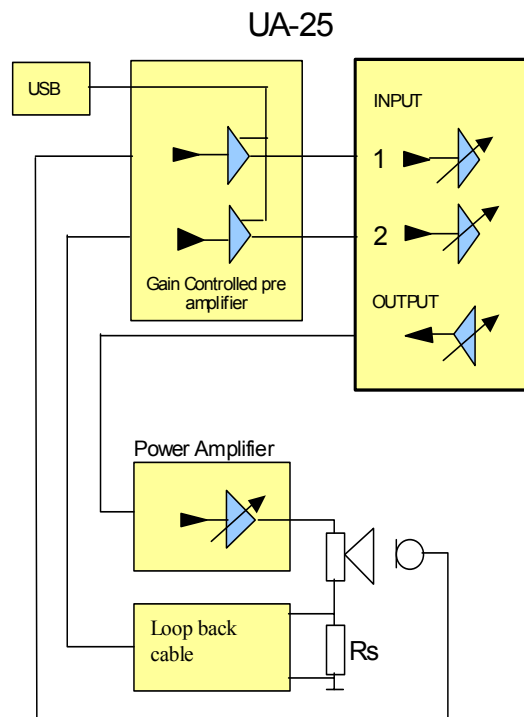 UA-25
USB
INPUT
1
2
Gain Controlled pre
amplifier
OUTPUT
Power Amplifier
Loop back
cable
Rs